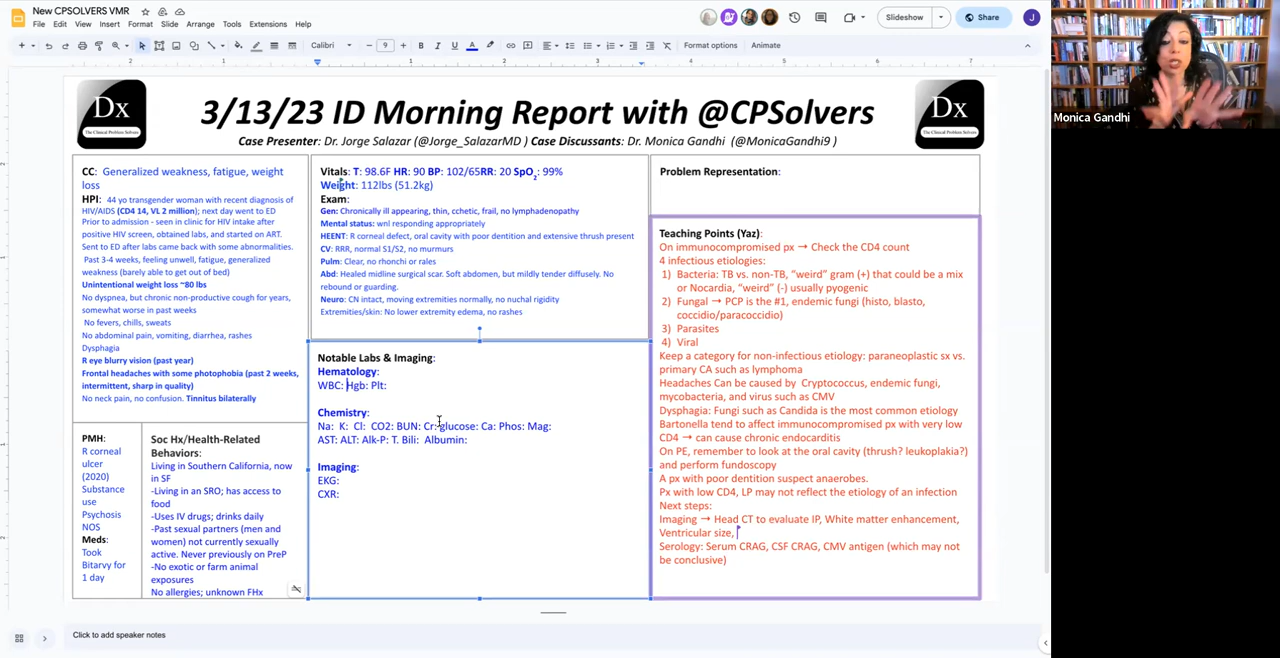 New CPSOLVERS VMR
File Edit View Insert Format Slide Arrange Tools Extensions Help
Slideshow
Share
J
Calibri
9
B I U A
Format options
Animate
2 1 1 2 3 4 5 6 7
Dx
The Clinical Problem Solvers
3/13/23 ID Morning Report with @CPSolvers
Case Presenter: Dr. Jorge Salazar (@Jorge_SalazarMD ) Case Discussants: Dr. Monica Gandhi (@MonicaGandhi9 )
Dx
The Clinical Problem Solvers
CC: Generalized weakness, fatigue, weight
loss
HPI: 44 yo transgender woman with recent diagnosis of
HIV/AIDS (CD4 14, VL 2 million); next day went to ED
Prior to admission - seen in clinic for HIV intake after
positive HIV screen, obtained labs, and started on ART.
Sent to ED after labs came back with some abnormalities.
Past 3-4 weeks, feeling unwell, fatigue, generalized
weakness (barely able to get out of bed)
Unintentional weight loss ~80 lbs
No dyspnea, but chronic non-productive cough for years,
somewhat worse in past weeks
No fevers, chills, sweats
No abdominal pain, vomiting, diarrhea, rashes
Dysphagia
R eye blurry vision (past year)
Frontal headaches with some photophobia (past 2 weeks,
intermittent, sharp in quality)
No neck pain, no confusion. Tinnitus bilaterally
PMH:
R corneal
ulcer
(2020)
Substance
use
Psychosis
NOS
Meds:
Took
Bitarvy for
1 day
Soc Hx/Health-Related
Behaviors:
Living in Southern California, now
in SF
-Living in an SRO; has access to
food
-Uses IV drugs; drinks daily
-Past sexual partners (men and
women) not currently sexually
active. Never previously on PreP
-No exotic or farm animal
exposures
No allergies; unknown FHx
Vitals: T: 98.6F HR: 90 BP: 102/65RR: 20 SpO2: 99%
Weight: 112lbs (51.2kg)
Exam:
Gen: Chronically ill appearing, thin, cchetic, frail, no lymphadenopathy
Mental status: wnl responding appropriately
HEENT: R corneal defect, oral cavity with poor dentition and extensive thrush present
CV: RRR, normal S1/S2, no murmurs
Pulm: Clear, no rhonchi or rales
Abd: Healed midline surgical scar. Soft abdomen, but mildly tender diffusely. No
rebound or guarding.
Neuro: CN intact, moving extremities normally, no nuchal rigidity
Extremities/skin: No lower extremity edema, no rashes
Notable Labs & Imaging:
Hematology:
WBC: Hgb: Plt:
Chemistry:
Na: K: Cl: CO2: BUN: Cr: glucose: Ca: Phos: Mag:
AST: ALT: Alk-P: T. Bili: Albumin:
Imaging:
EKG:
CXR:
Problem Representation:
Teaching Points (Yaz):
On immunocompromised px → Check the CD4 count
4 infectious etiologies:
1) Bacteria: TB vs. non-TB, “weird” gram (+) that could be a mix
or Nocardia, “weird” (-) usually pyogenic
2) Fungal → PCP is the #1, endemic fungi (histo, blasto,
coccidio/paracoccidio)
3) Parasites
4) Viral
Keep a category for non-infectious etiology: paraneoplastic sx vs.
primary CA such as lymphoma
Headaches Can be caused by Cryptococcus, endemic fungi,
mycobacteria, and virus such as CMV
Dysphagia: Fungi such as Candida is the most common etiology
Bartonella tend to affect immunocompromised px with very low
CD4 → can cause chronic endocarditis
On PE, remember to look at the oral cavity (thrush? leukoplakia?)
and perform fundoscopy
A px with poor dentition suspect anaerobes.
Px with low CD4, LP may not reflect the etiology of an infection
Next steps:
Imaging → Head CT to evaluate IP, White matter enhancement,
Ventricular size,
Serology: Serum CRAG, CSF CRAG, CMV antigen (which may not
be conclusive)
Click to add speaker notes
Monica Gandhi